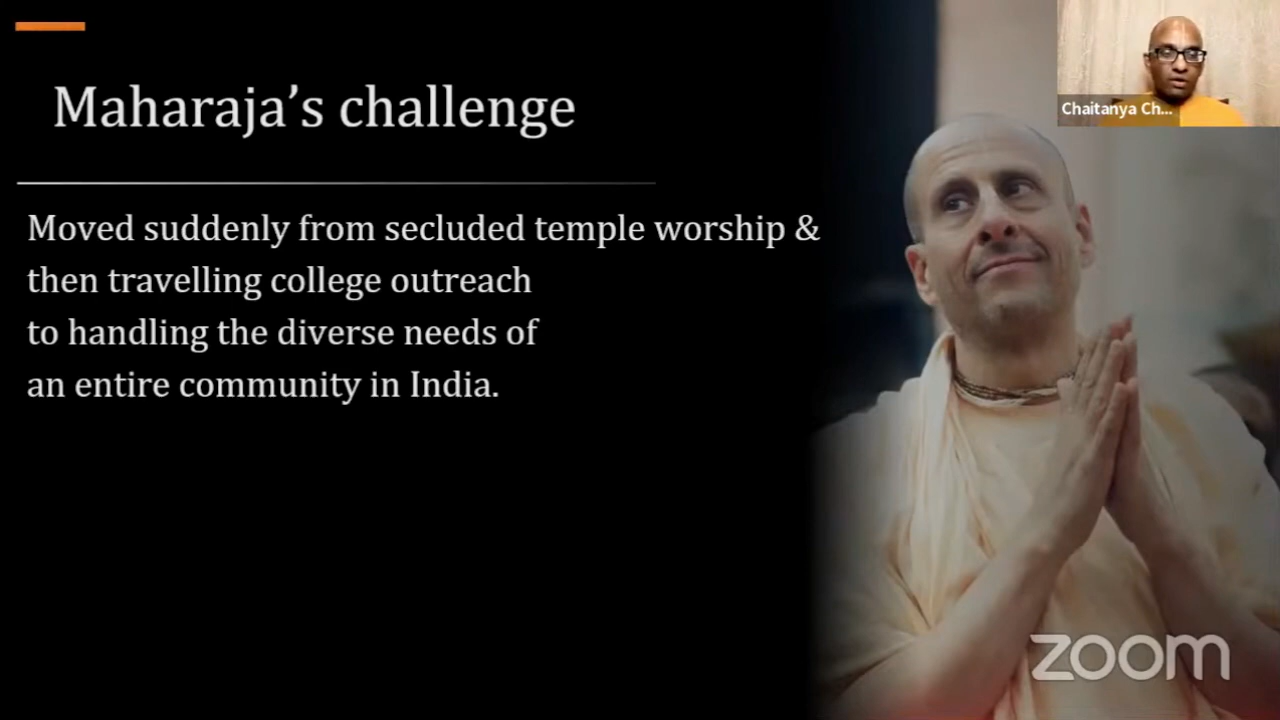 Maharaja’s challenge
Moved suddenly from secluded temple worship &
then travelling college outreach
to handling the diverse needs of
an entire community in India.
Chaitanya Ch...
zoom